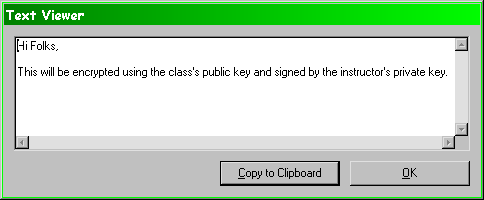 Text Viewer
Hi Folks,
This will be encrypted using the class's public key and signed by the instructor's private key.
Copy to Clipboard
OK